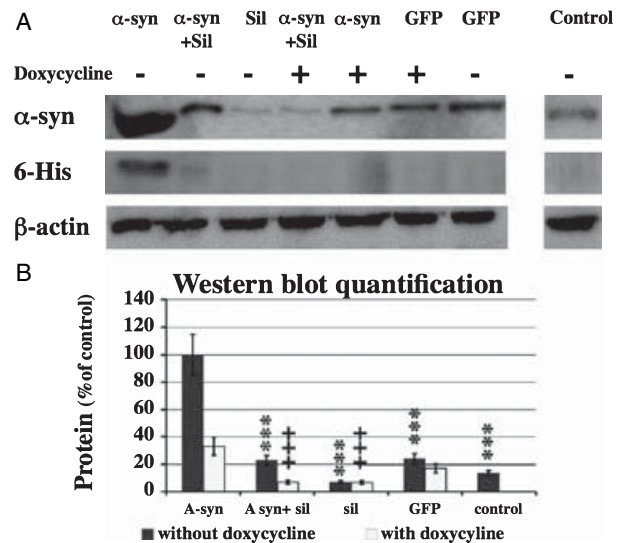 A
α-syn α-syn Sil α-syn α-syn GFP GFP Control
+Sil +Sil
Doxycycline - - - + + + - -
α-syn
6-His
β-actin
B
Western blot quantification
Protein (% of control)
140
120
100
80
60
40
20
0
*** +++ *** +++ *** ***
A-syn A syn+ sil sil GFP control
without doxycycline with doxycyline